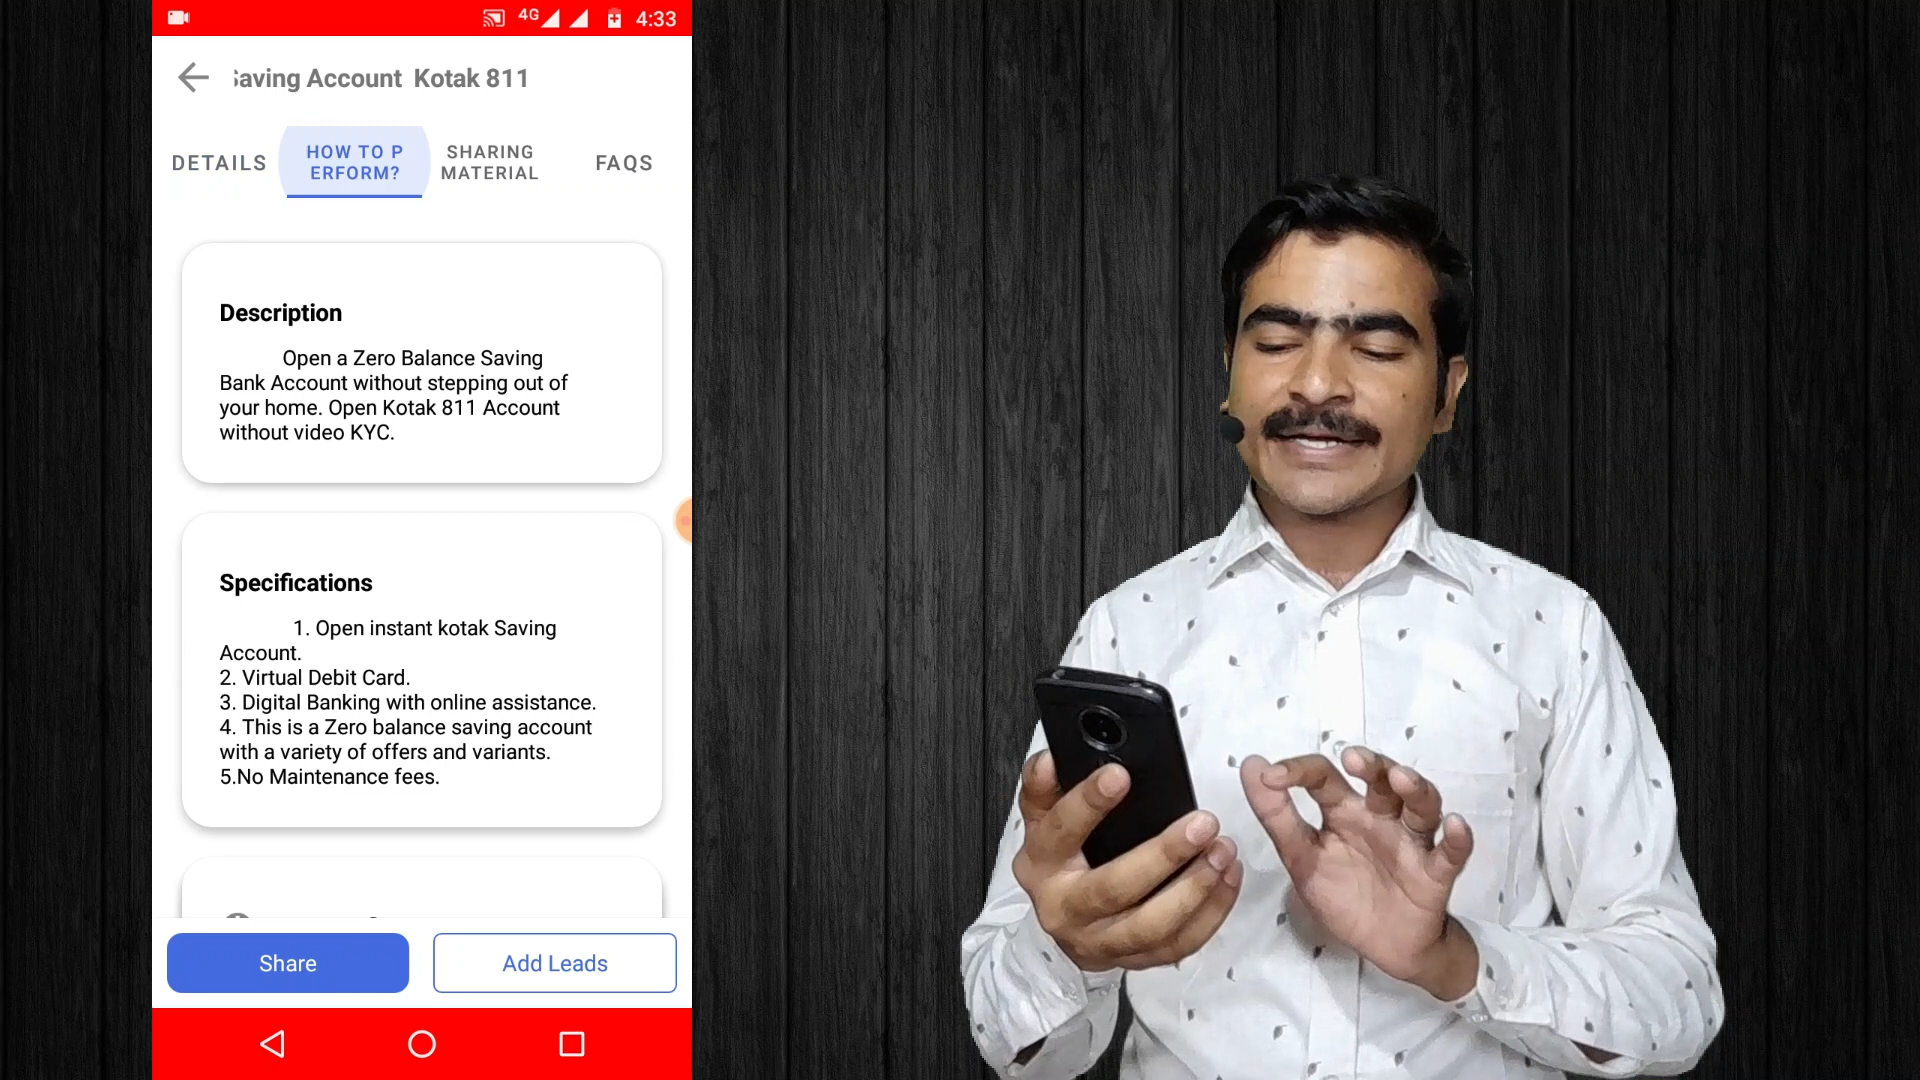 4G 4:33
Saving Account Kotak 811
DETAILS
HOW TO P
ERFORM?
SHARING
MATERIAL
FAQS
Description
Open a Zero Balance Saving
Bank Account without stepping out of
your home. Open Kotak 811 Account
without video KYC.
Specifications
1. Open instant kotak Saving
Account.
2. Virtual Debit Card.
3. Digital Banking with online assistance.
4. This is a Zero balance saving account
with a variety of offers and variants.
5.No Maintenance fees.
Share
Add Leads